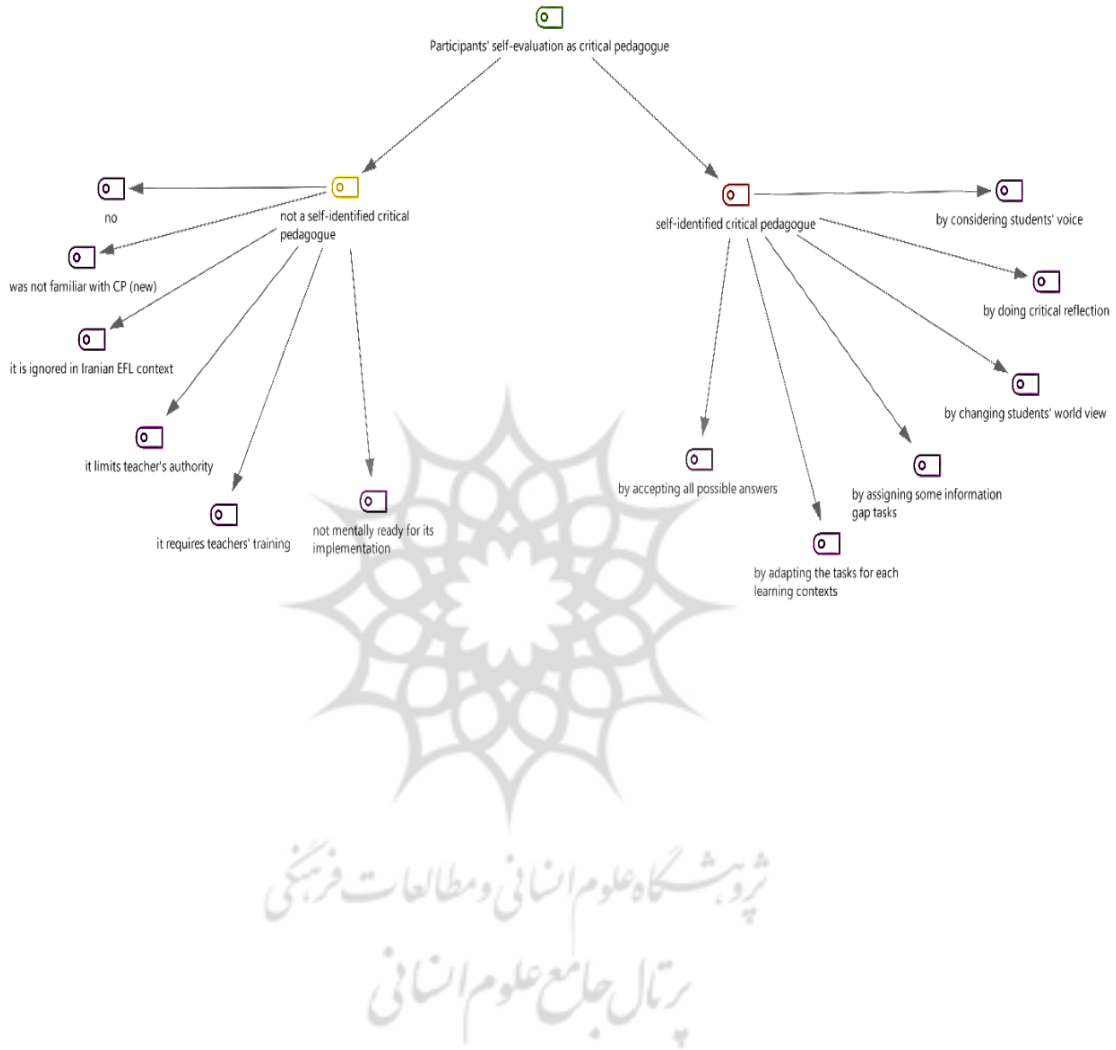 Participants' self-evaluation as critical pedagogue
no
not a self-identified critical
pedagogue
was not familiar with CP (new)
it is ignored in Iranian EFL context
it limits teacher's authority
it requires teachers' training
not mentally ready for its
implementation
self-identified critical pedagogue
by considering students' voice
by doing critical reflection
by changing students' world view
by assigning some information
gap tasks
by accepting all possible answers
by adapting the tasks for each
learning contexts
پژوهشگاه علوم انسانی و مطالعات فرهنگی
پرتال جامع علوم انسانی